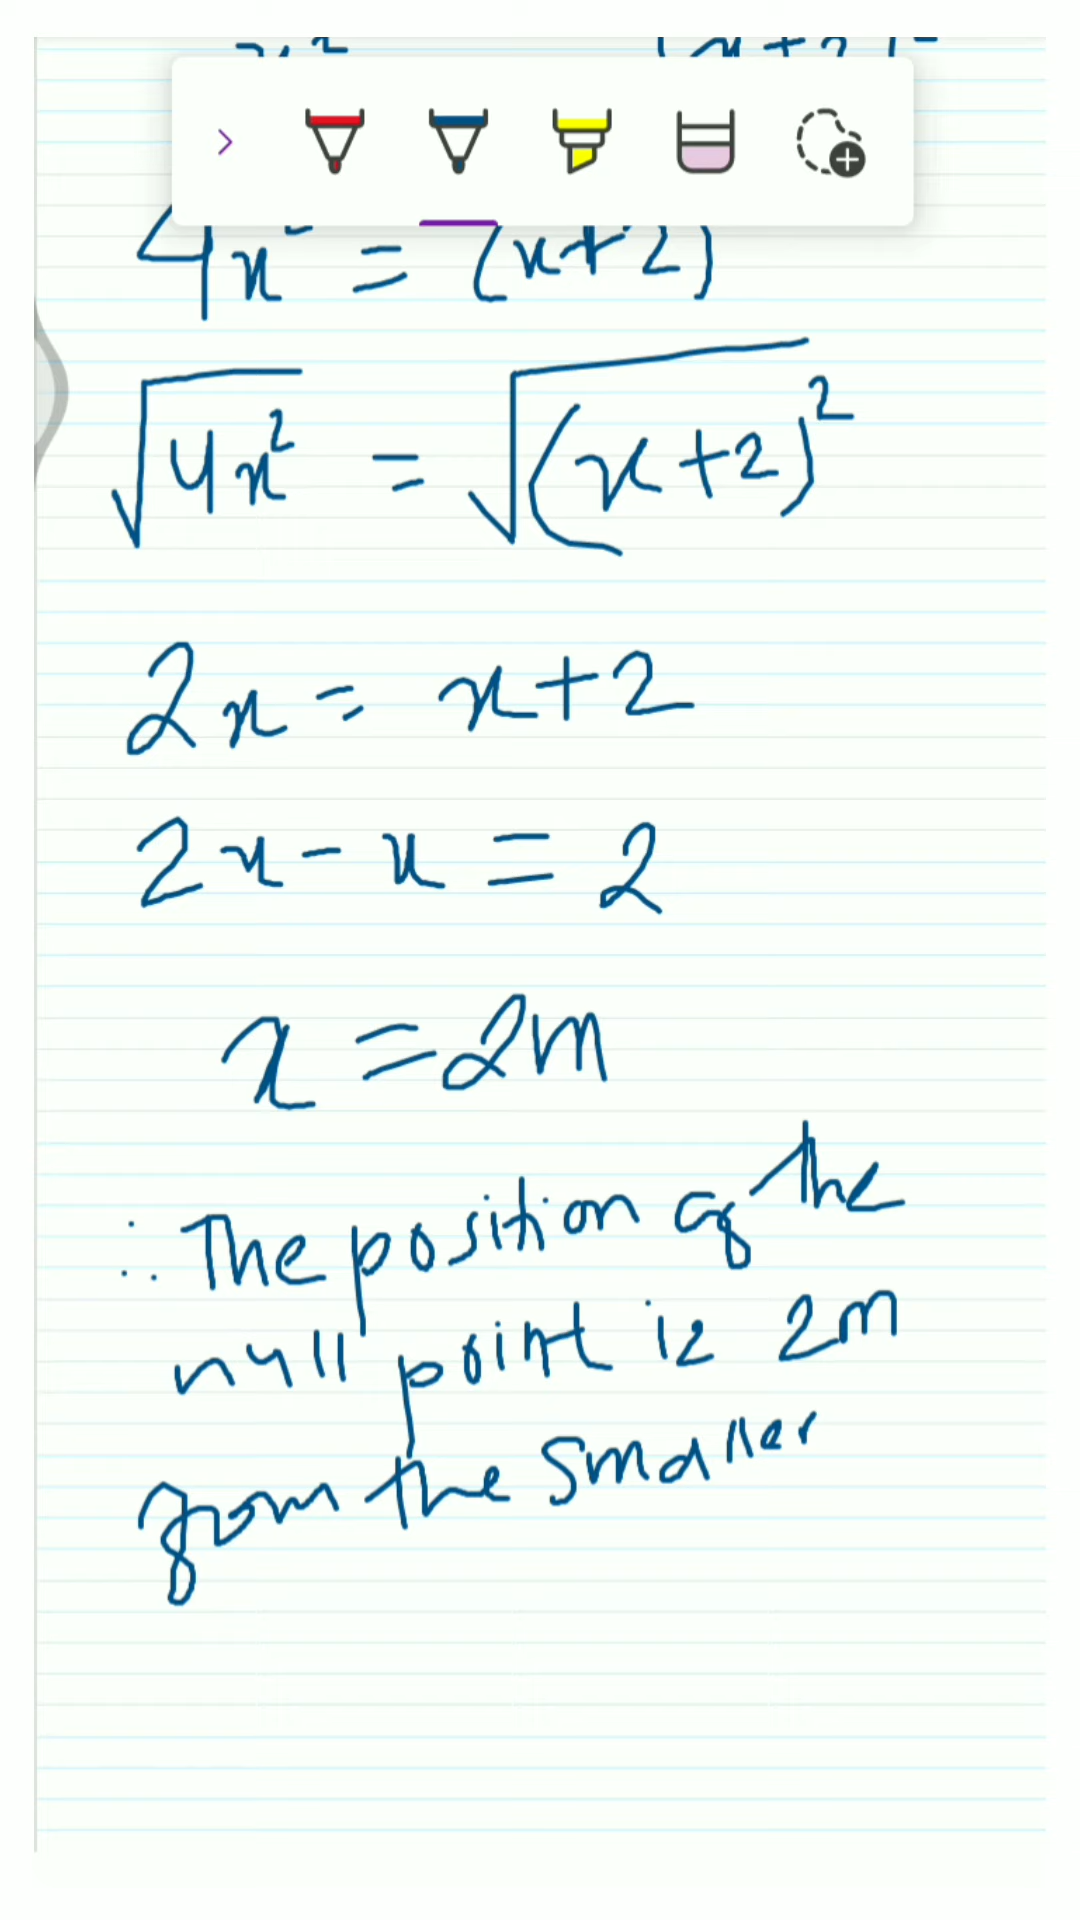 4x² = (x+2)
√4x² = √(x+2)²
2x = x+2
2x - x = 2
x = 2m
∴ The position of the
null point is 2m
from the smaller